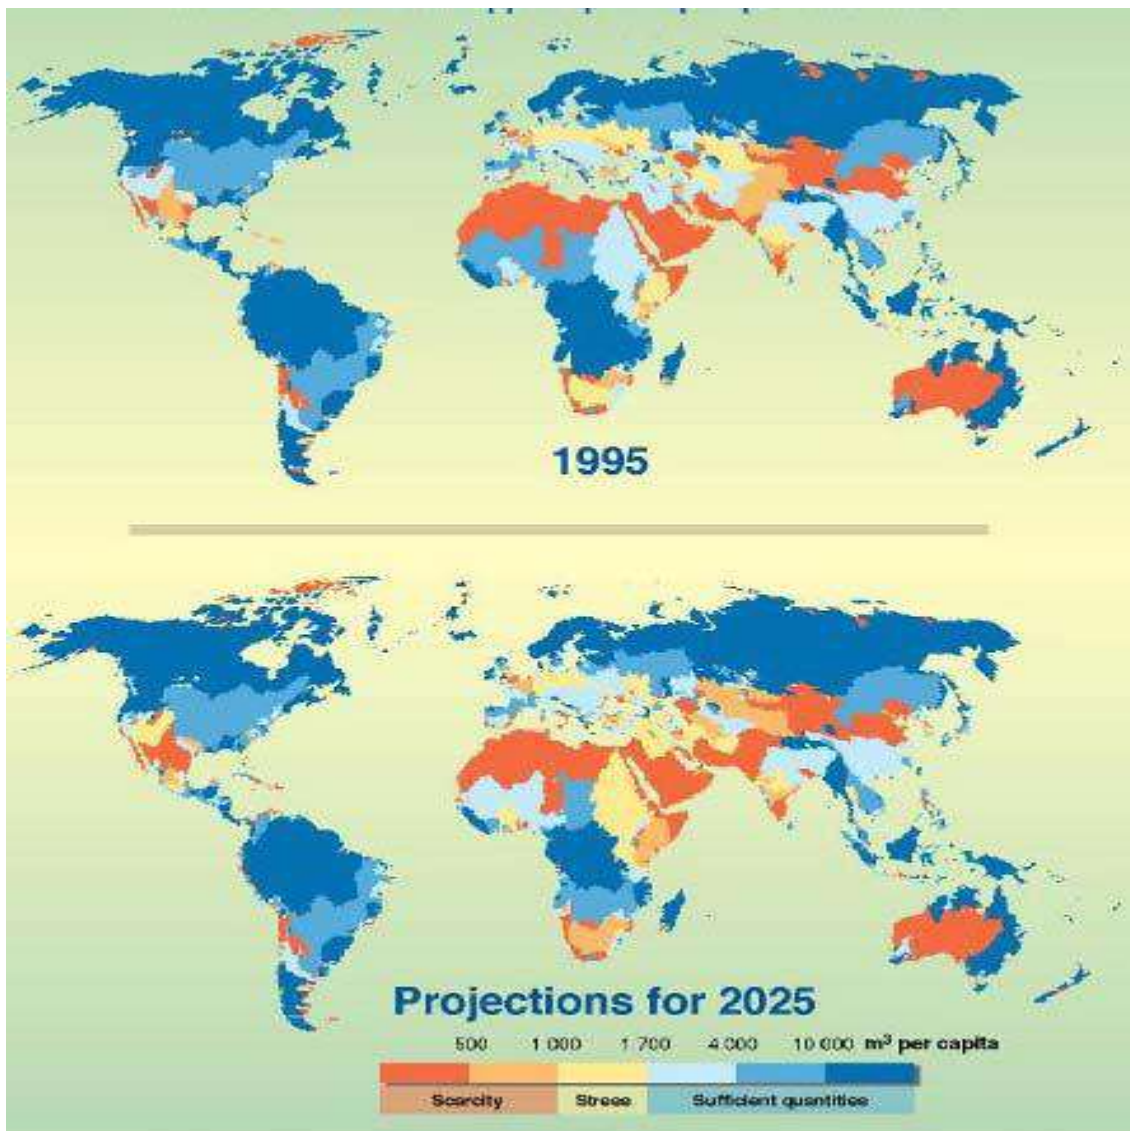 1995
Projections for 2025
500 1 000 1 700 4 000 10 000 m³ per capita
Scarcity Stress Sufficient quantities